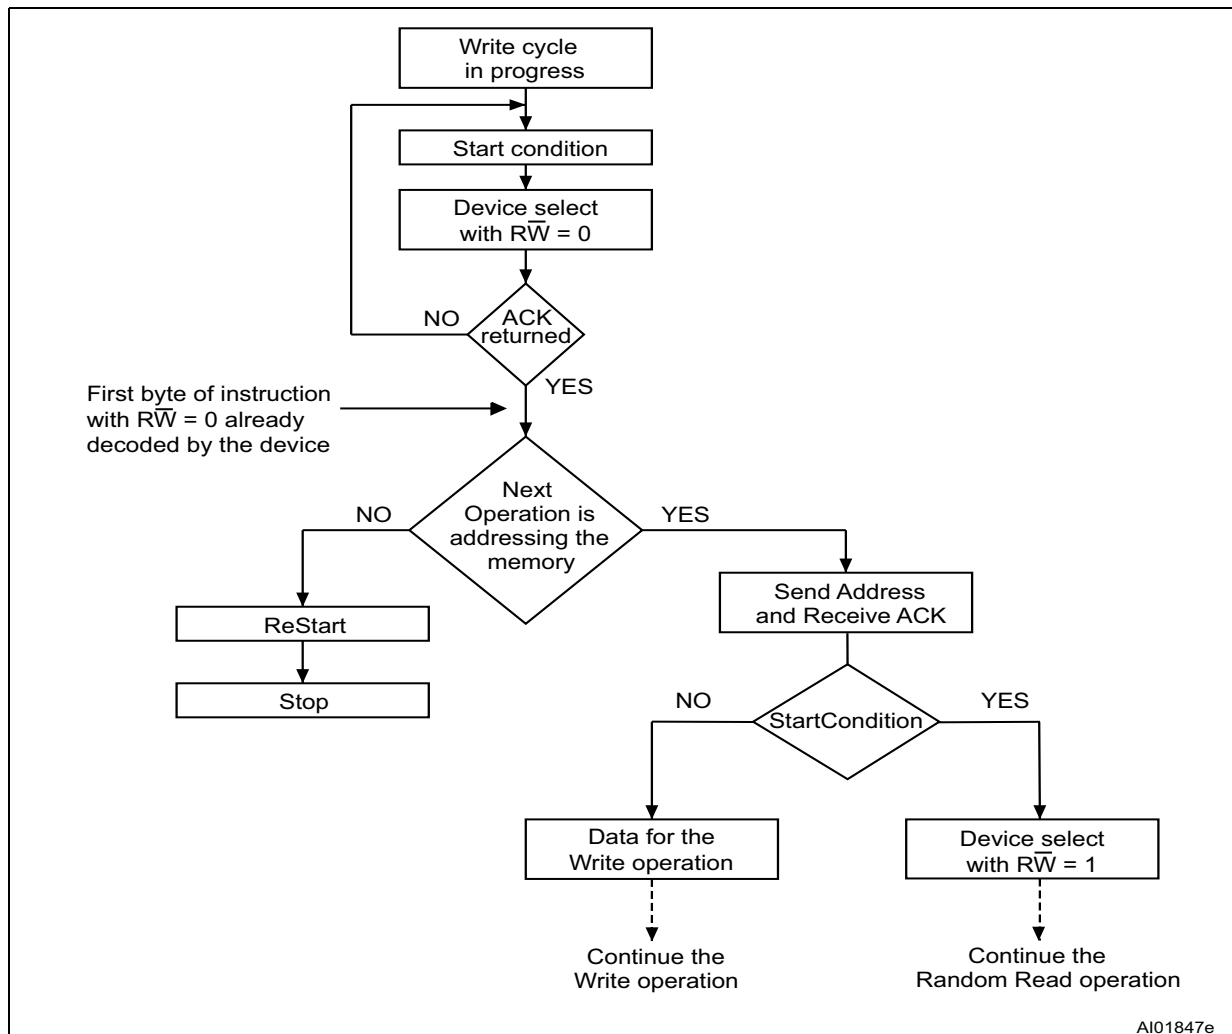 Write cycle
in progress
Start condition
Device select
with RW̅ = 0
ACK
returned
NO
YES
First byte of instruction
with RW̅ = 0 already
decoded by the device
Next
Operation is
addressing the
memory
NO
YES
Send Address
and Receive ACK
ReStart
Stop
StartCondition
NO
YES
Data for the
Write operation
Device select
with RW̅ = 1
Continue the
Write operation
Continue the
Random Read operation
AI01847e